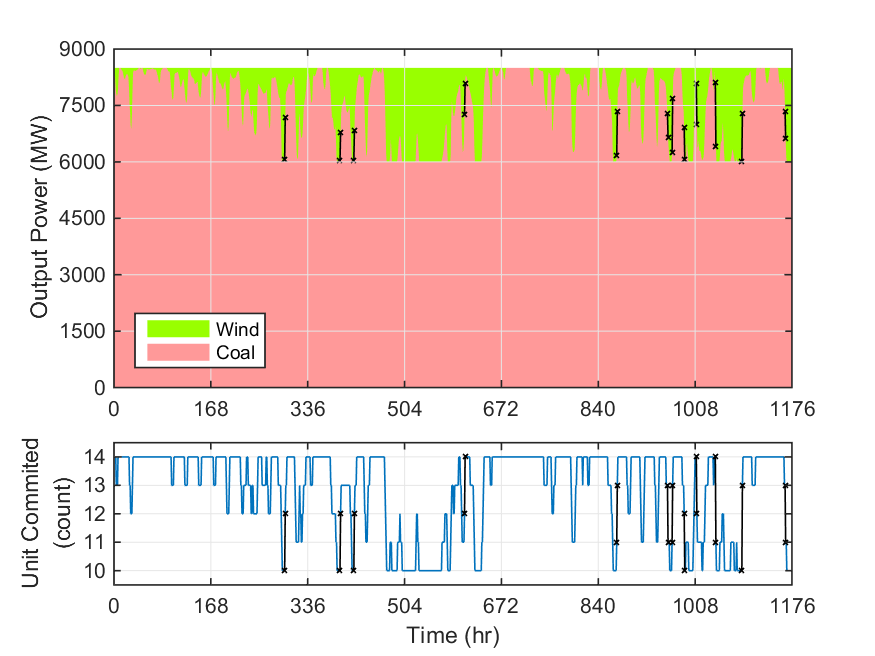 9000
7500
6000
4500
3000
1500
0
Output Power (MW)
Wind
Coal
0 168 336 504 672 840 1008 1176
14
13
12
11
10
Unit Commited
(count)
0 168 336 504 672 840 1008 1176
Time (hr)